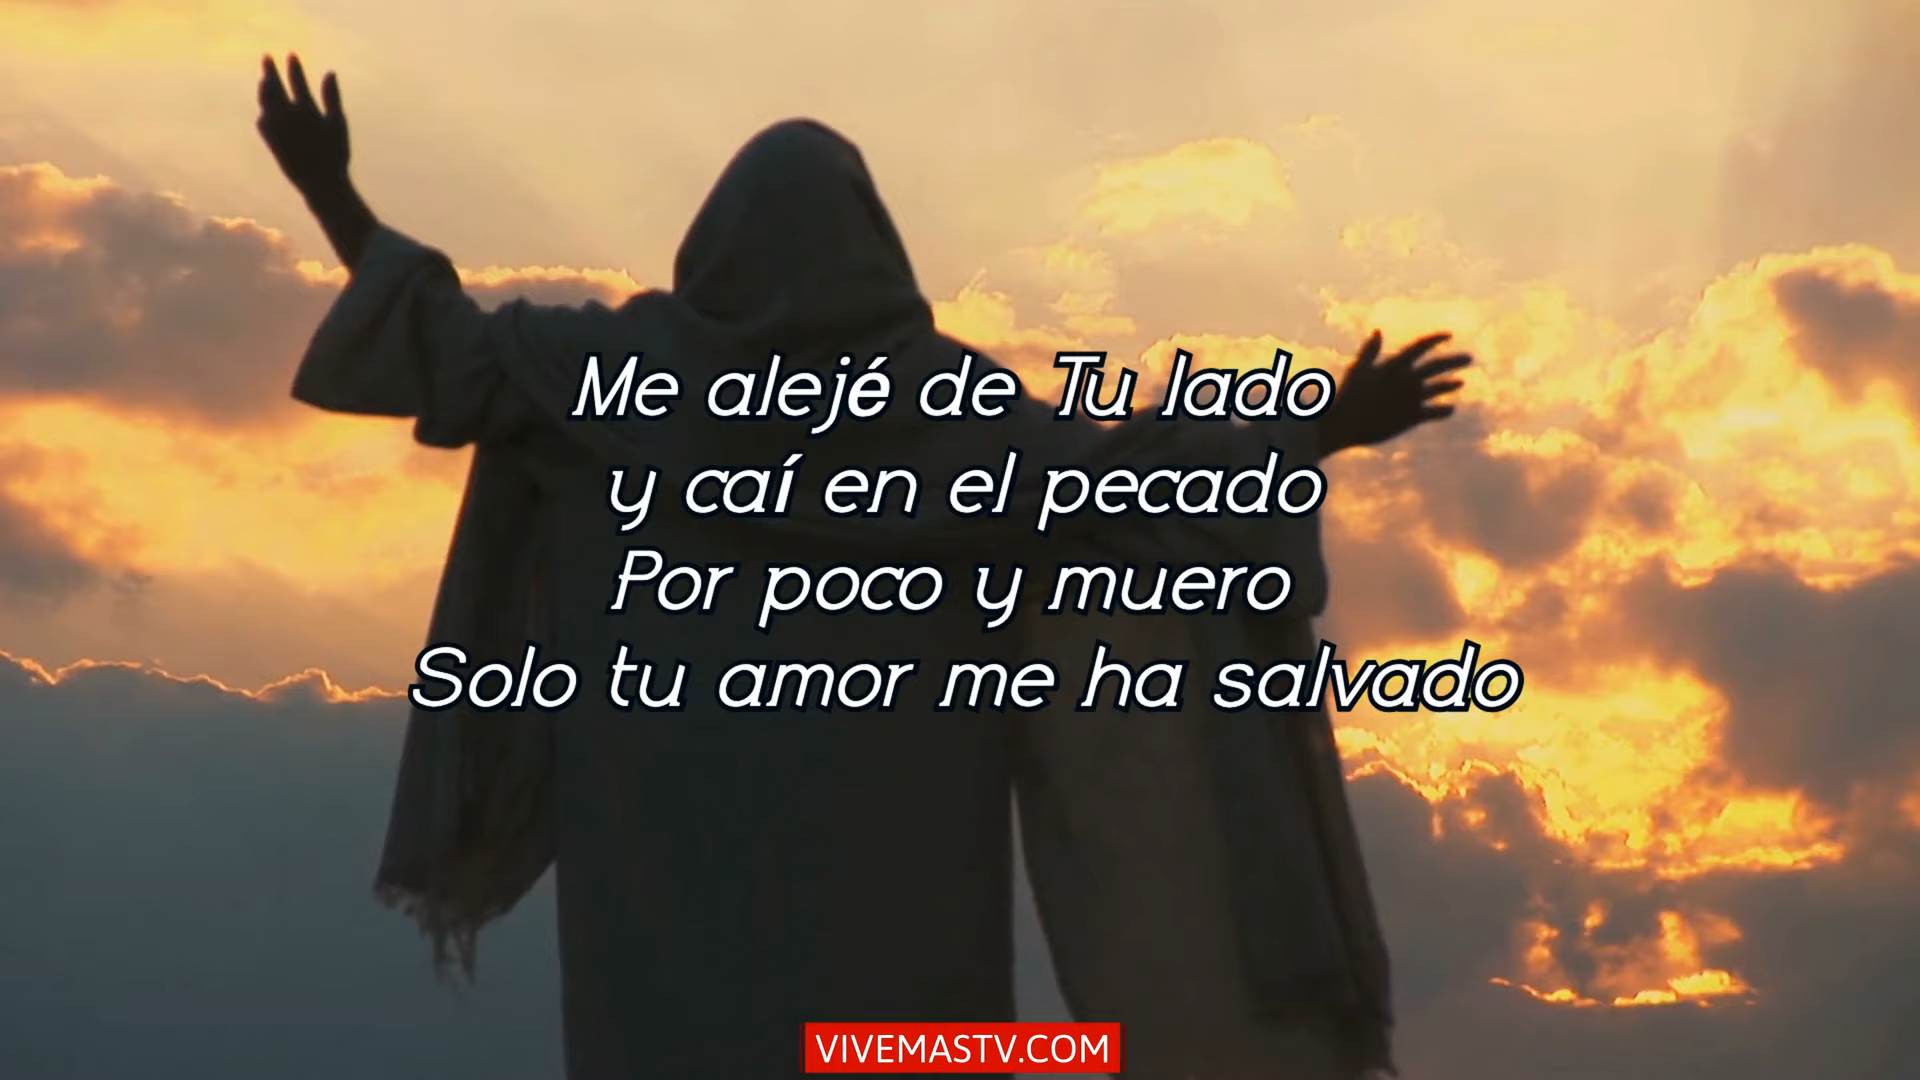 Me alejé de Tu lado
y caí en el pecado
Por poco y muero
Solo tu amor me ha salvado
VIVEMASTV.COM